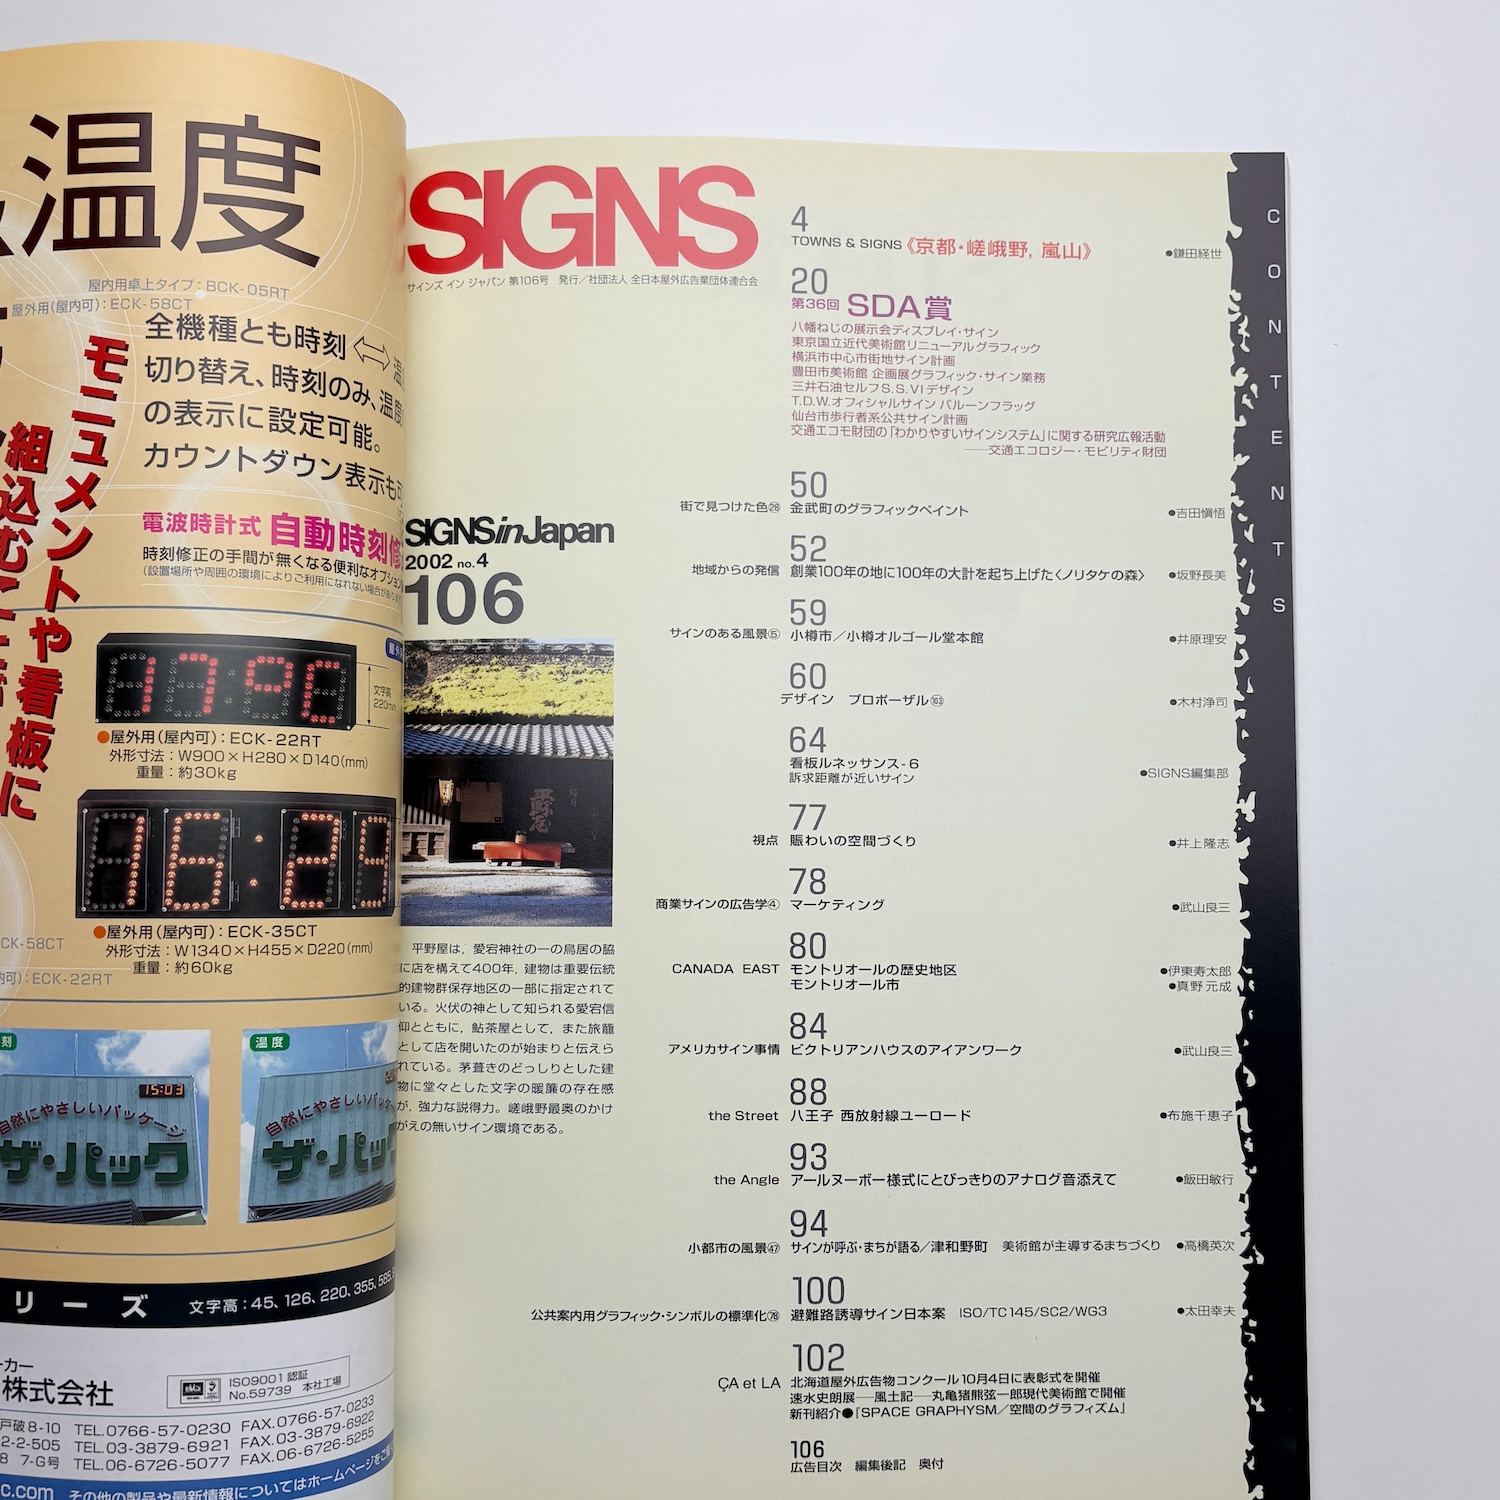 温度
屋内用卓上タイプ：BCK-05RT
屋外用(屋内可)：ECK-58CT
全機種とも時刻⇔温
切り替え、時刻のみ、温度
の表示に設定可能。
カウントダウン表示も可
モニュメントや看板に
電波時計式 自動時刻修
時刻修正の手間が無くなる便利なオプション
17℃
文字高
220mm
●屋外用(屋内可)：ECK-22RT
外形寸法：W900×H280×D140(mm)
重量：約30kg
16:29
●屋外用(屋内可)：ECK-35CT
外形寸法：W1340×H455×D220(mm)
重量：約60kg
CK-58CT
内可)：ECK-22RT
刻
15:03
自然にやさしいパッケージ
ザ・パック
温度
自然にやさしいパッケー
ザ・パッ
リーズ
文字高：45、126、220、355、585、
ーカー
株式会社
ISO9001認証
No.59739 本社工場
戸破8-10 TEL.0766-57-0230 FAX.0766-57-0233
2-2-505 TEL.03-3879-6921 FAX.03-3879-6922
8 7-G号 TEL.06-6726-5077 FAX.06-6726-5255
c.com その他の製品や最新情報についてはホームページをご覧
SIGNS
サインズ イン ジャパン 第106号 発行／社団法人 全日本屋外広告業団体連合会
SIGNS in Japan
2002 no.4
106
平野屋は，愛宕神社の一の鳥居の脇
に店を構えて400年，建物は重要伝統
的建物群保存地区の一部に指定されて
いる。火伏の神として知られる愛宕信
仰とともに，鮎茶屋として，また旅籠
として店を開いたのが始まりと伝えら
れている。茅葺きのどっしりとした建
物に堂々とした文字の暖簾の存在感
が，強力な説得力。嵯峨野最奥のかけ
がえの無いサイン環境である。
CONTENTS
4
TOWNS & SIGNS《京都・嵯峨野，嵐山》 ●鎌田経世
20
第36回 SDA賞
八幡ねじの展示会ディスプレイ・サイン
東京国立近代美術館リニューアルグラフィック
横浜市中心市街地サイン計画
豊田市美術館 企画展グラフィック・サイン業務
三井石油セルフS.S.VIデザイン
T.D.W.オフィシャルサイン バルーンフラッグ
仙台市歩行者系公共サイン計画
交通エコモ財団の「わかりやすいサインシステム」に関する研究広報活動
──交通エコロジー・モビリティ財団
50
街で見つけた色㉘ 金武町のグラフィックペイント ●吉田愼悟
52
地域からの発信 創業100年の地に100年の大計を起ち上げた〈ノリタケの森〉 ●坂野長美
59
サインのある風景⑤ 小樽市／小樽オルゴール堂本館 ●井原理安
60
デザイン プロポーザル(103) ●木村浄司
64
看板ルネッサンス-6
訴求距離が近いサイン ●SIGNS編集部
77
視点 賑わいの空間づくり ●井上隆志
78
商業サインの広告学④ マーケティング ●武山良三
80
CANADA EAST モントリオールの歴史地区 ●伊東寿太郎
モントリオール市 ●真野元成
84
アメリカサイン事情 ビクトリアンハウスのアイアンワーク ●武山良三
88
the Street 八王子 西放射線ユーロード ●布施千恵子
93
the Angle アールヌーボー様式にとびっきりのアナログ音添えて ●飯田敏行
94
小都市の風景㊼ サインが呼ぶ・まちが語る／津和野町 美術館が主導するまちづくり ●高橋英次
100
公共案内用グラフィック・シンボルの標準化(78) 避難路誘導サイン日本案 ISO/TC145/SC2/WG3 ●太田幸夫
102
ÇA et LA 北海道屋外広告物コンクール10月4日に表彰式を開催
速水史朗展──風土記──丸亀猪熊弦一郎現代美術館で開催
新刊紹介●『SPACE GRAPHYSM／空間のグラフィズム』
106
広告目次 編集後記 奥付